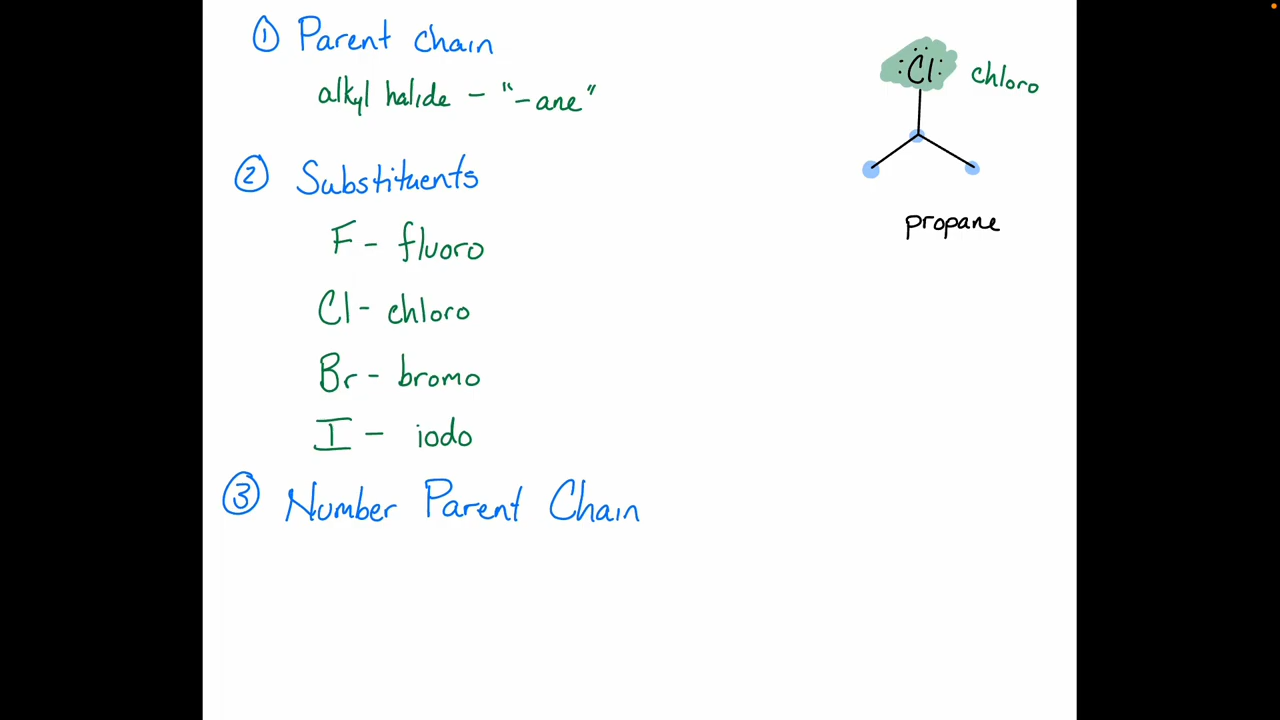 ① Parent chain
alkyl halide - "-ane"
② Substituents
F - fluoro
Cl - chloro
Br - bromo
I - iodo
③ Number Parent Chain
:Cl: chloro
propane